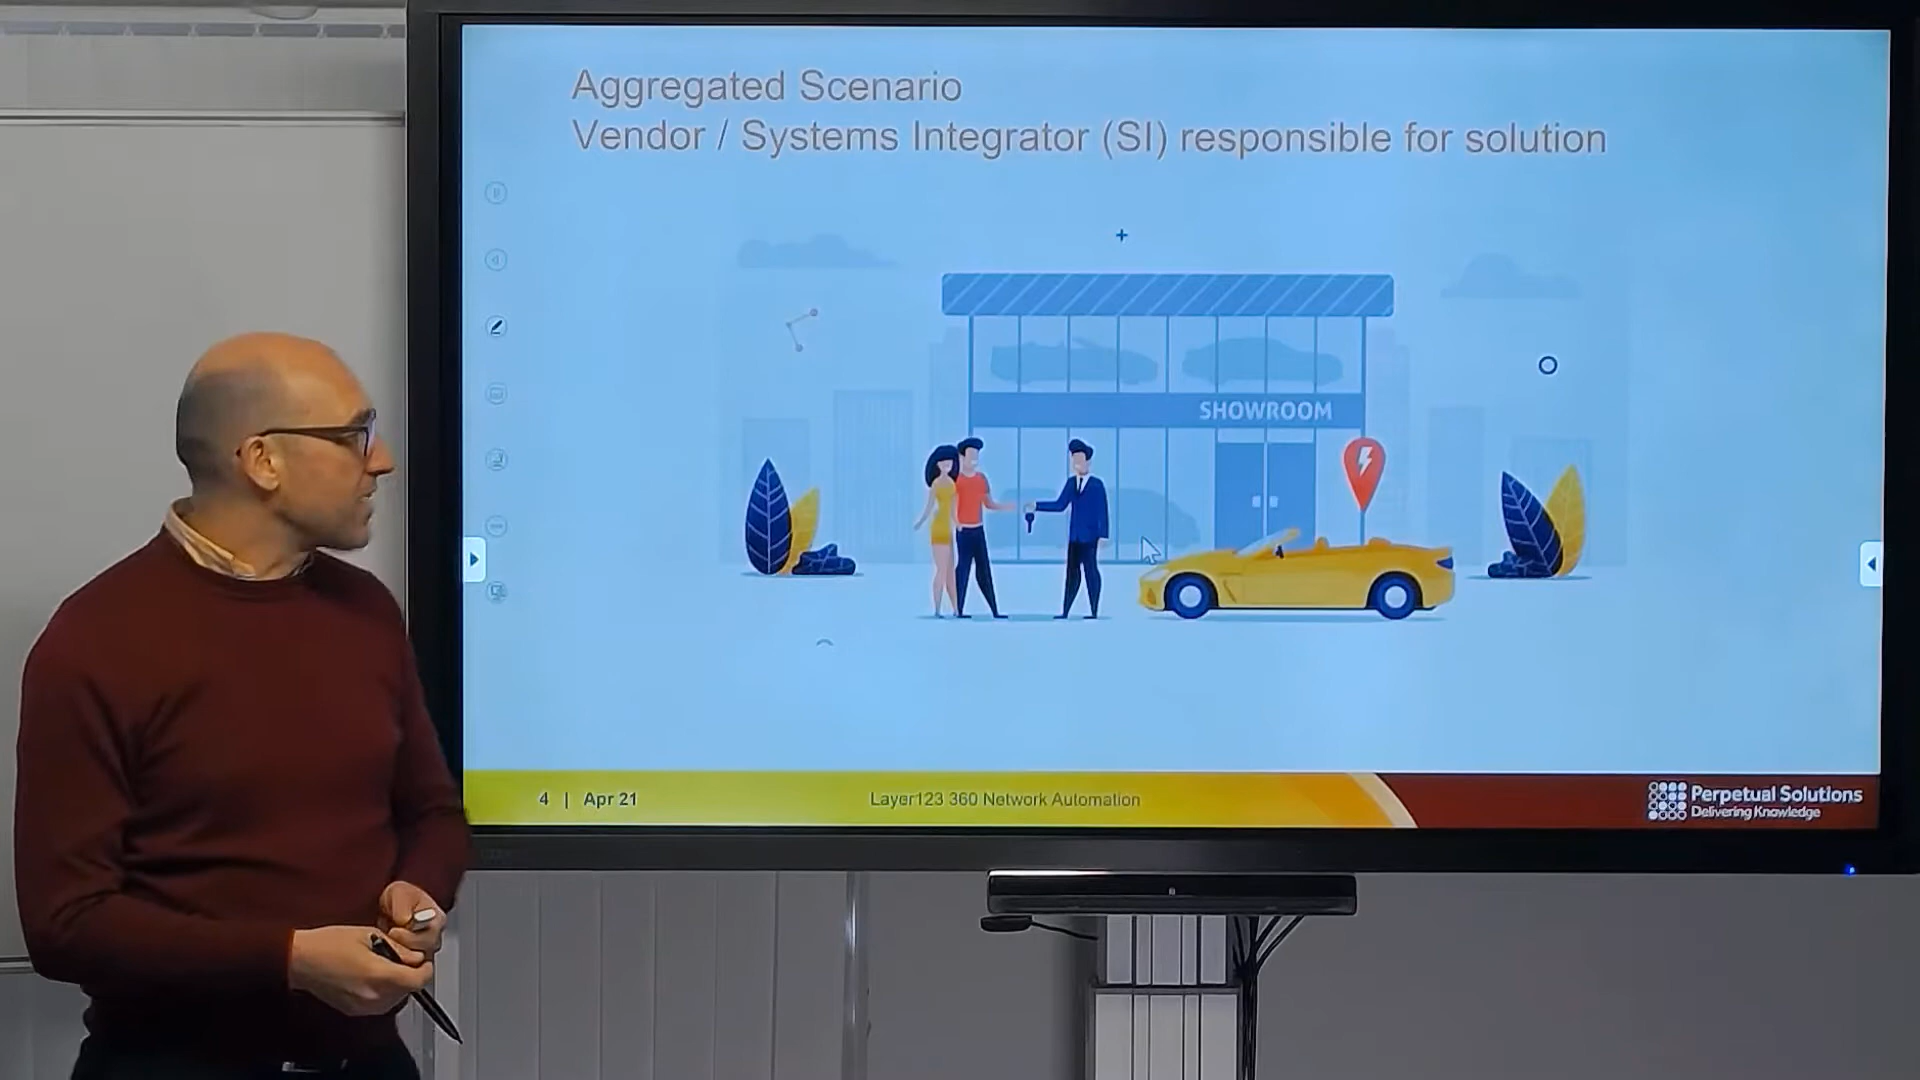 Aggregated Scenario
Vendor / Systems Integrator (SI) responsible for solution
SHOWROOM
4 | Apr 21
Layer123 360 Network Automation
Perpetual Solutions
Delivering Knowledge